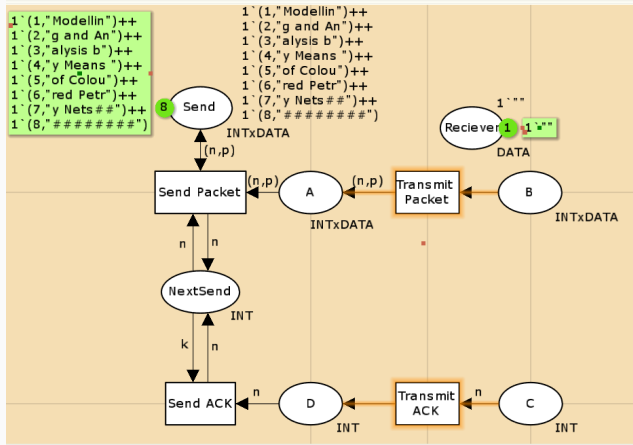 1`(1,"Modellin")++
1`(2,"g and An")++
1`(3,"alysis b")++
1`(4,"y Means ")++
1`(5,"of Colou")++
1`(6,"red Petr")++
1`(7,"y Nets##")++
1`(8,"########")
1`(1,"Modellin")++
1`(2,"g and An")++
1`(3,"alysis b")++
1`(4,"y Means ")++
1`(5,"of Colou")++
1`(6,"red Petr")++
1`(7,"y Nets##")++
1`(8,"########")
8
Send
INTxDATA
1`""
Reciever
1
1`""
DATA
(n,p)
Send Packet
(n,p)
A
INTxDATA
(n,p)
Transmit
Packet
B
INTxDATA
n
n
NextSend
INT
k
n
Send ACK
n
D
INT
Transmit
ACK
n
C
INT